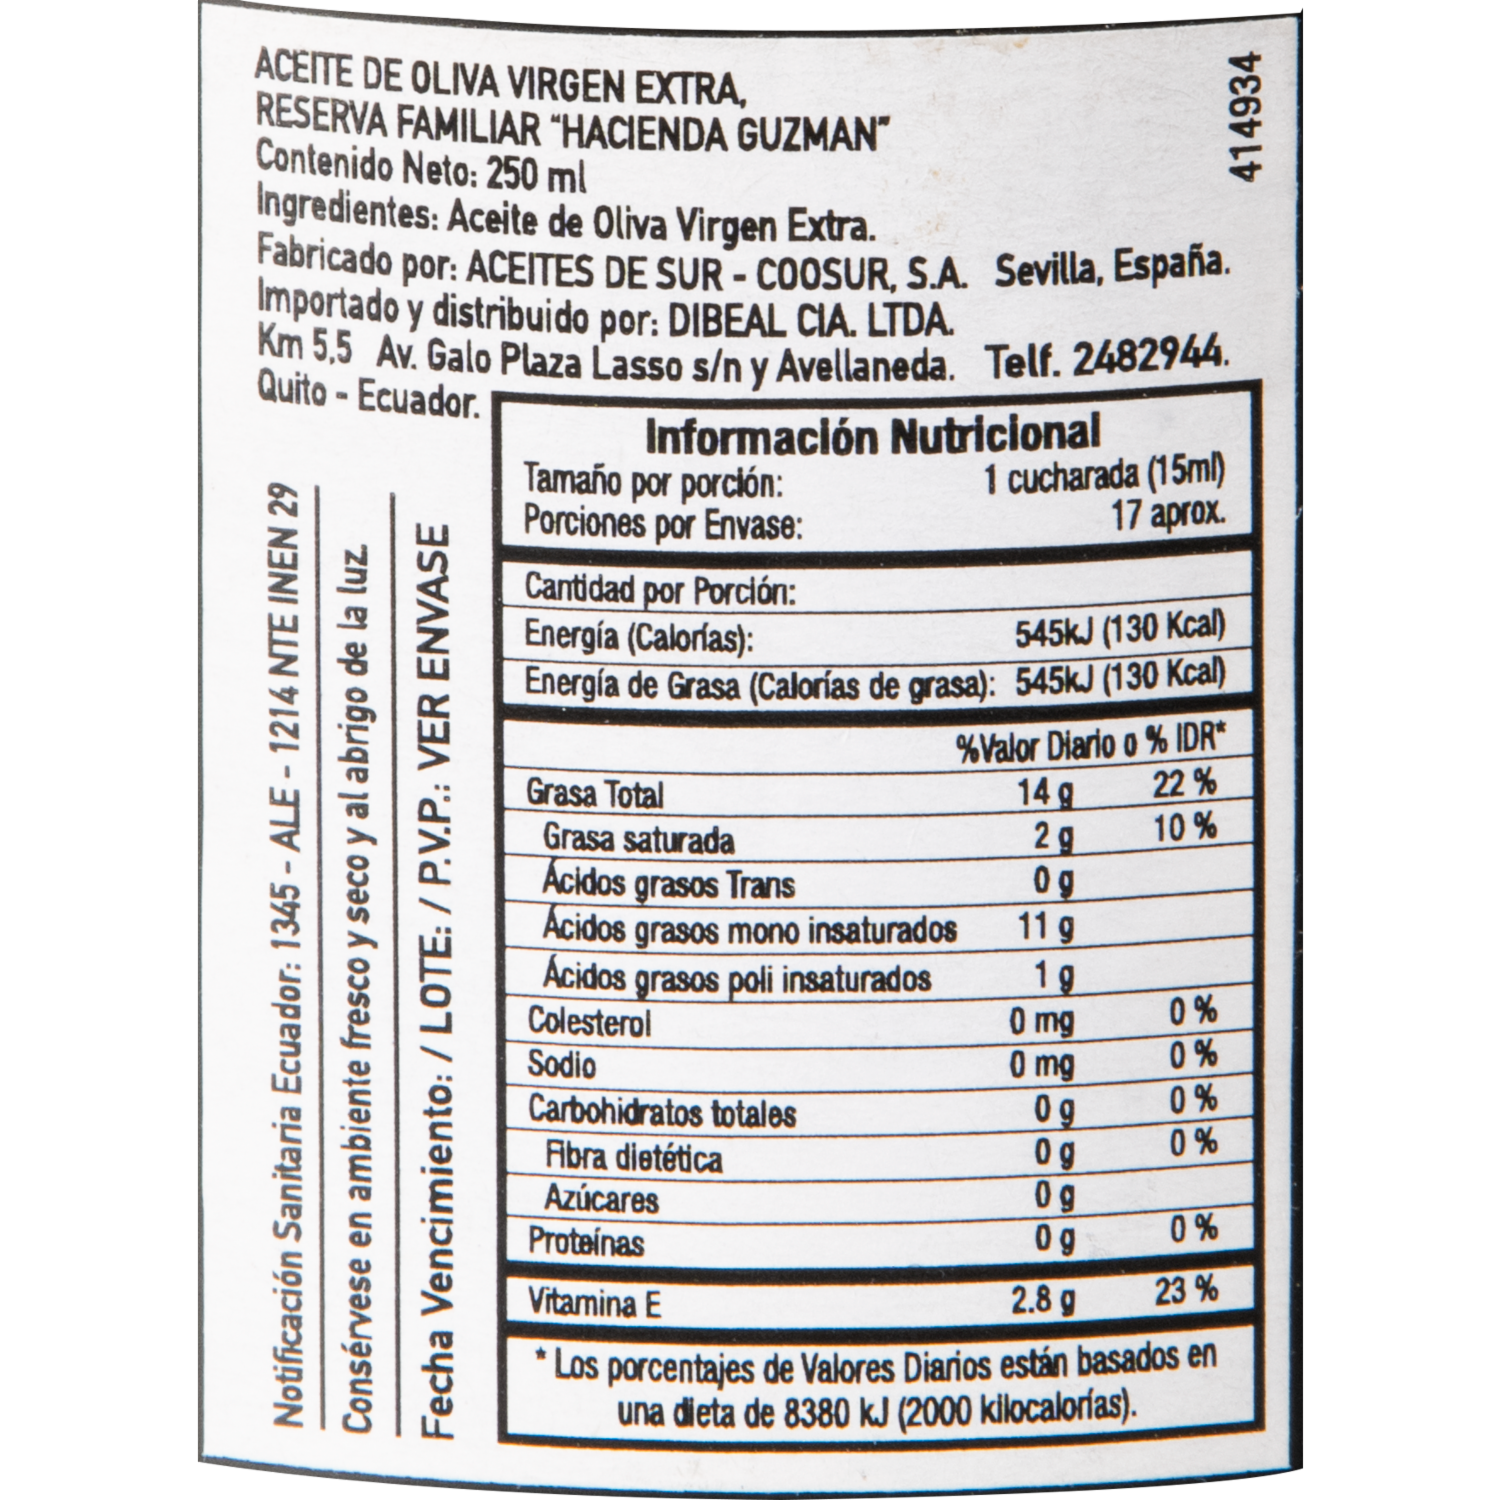 ACEITE DE OLIVA VIRGEN EXTRA,
RESERVA FAMILIAR "HACIENDA GUZMAN"
Contenido Neto: 250 ml
Ingredientes: Aceite de Oliva Virgen Extra.
Fabricado por: ACEITES DE SUR - COOSUR, S.A. Sevilla, España.
Importado y distribuido por: DIBEAL CIA. LTDA.
Km 5,5 Av. Galo Plaza Lasso s/n y Avellaneda. Telf. 2482944.
Quito - Ecuador.
414934
Notificación Sanitaria Ecuador: 1345 - ALE - 1214 NTE INEN 29
Consérvese en ambiente fresco y seco y al abrigo de la luz.
Fecha Vencimiento: / LOTE: / P.V.P.: VER ENVASE
Información Nutricional
Tamaño por porción: 1 cucharada (15ml)
Porciones por Envase: 17 aprox.
Cantidad por Porción:
Energía (Calorías): 545kJ (130 Kcal)
Energía de Grasa (Calorías de grasa): 545kJ (130 Kcal)
%Valor Diario o % IDR*
Grasa Total 14 g 22 %
Grasa saturada 2 g 10 %
Ácidos grasos Trans 0 g
Ácidos grasos mono insaturados 11 g
Ácidos grasos poli insaturados 1 g
Colesterol 0 mg 0 %
Sodio 0 mg 0 %
Carbohidratos totales 0 g 0 %
Fibra dietética 0 g 0 %
Azúcares 0 g
Proteínas 0 g 0 %
Vitamina E 2.8 g 23 %
* Los porcentajes de Valores Diarios están basados en
una dieta de 8380 kJ (2000 kilocalorías).